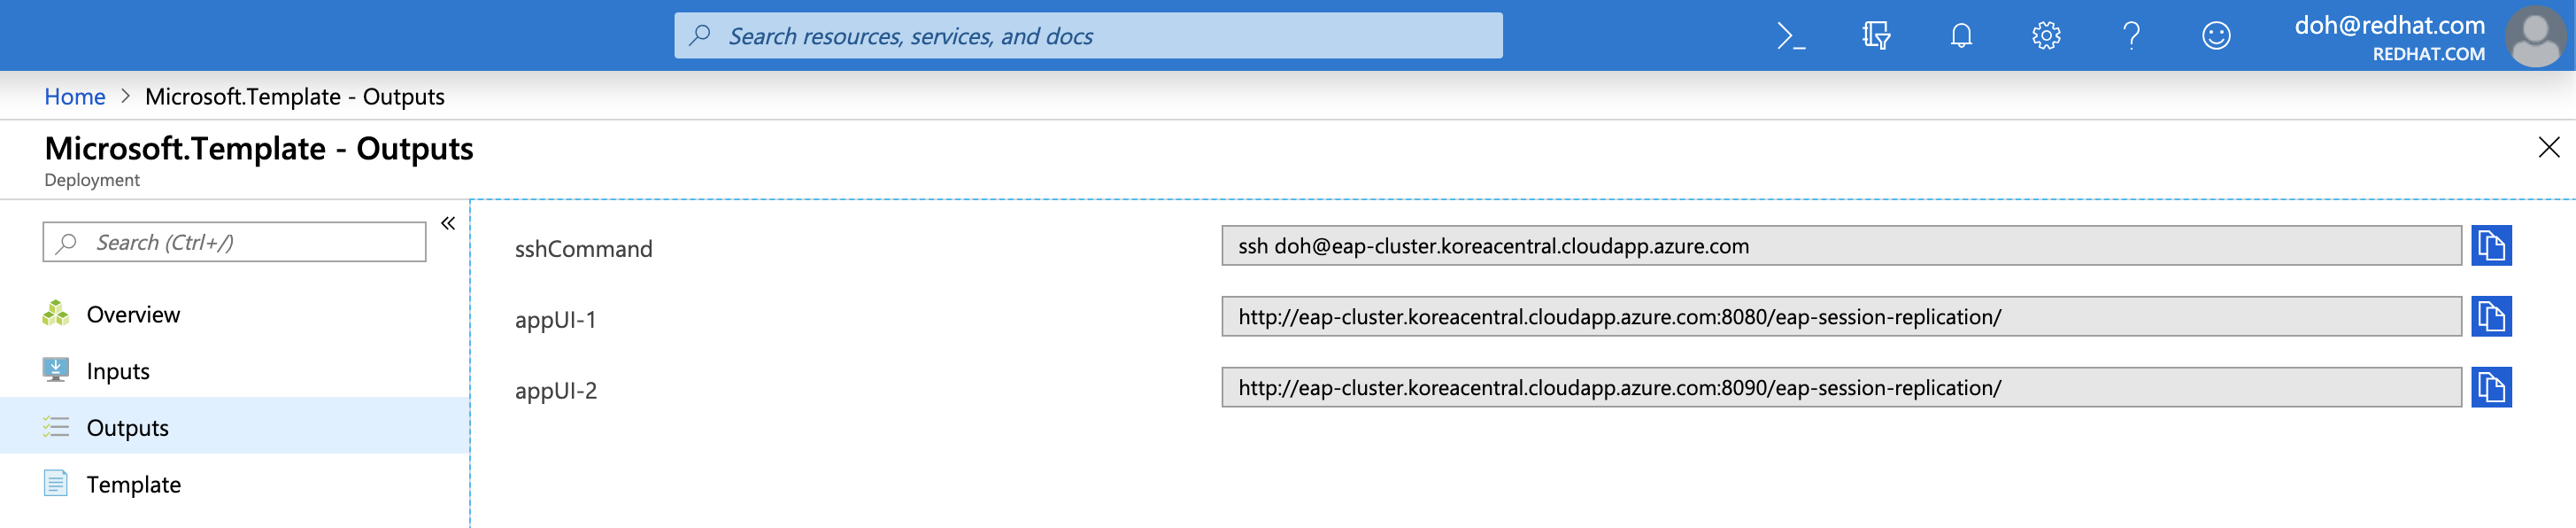 Search resources, services, and docs
doh@redhat.com
REDHAT.COM
Home > Microsoft.Template - Outputs
Microsoft.Template - Outputs
Deployment
Search (Ctrl+/)
Overview
Inputs
Outputs
Template
sshCommand
ssh doh@eap-cluster.koreacentral.cloudapp.azure.com
appUI-1
http://eap-cluster.koreacentral.cloudapp.azure.com:8080/eap-session-replication/
appUI-2
http://eap-cluster.koreacentral.cloudapp.azure.com:8090/eap-session-replication/